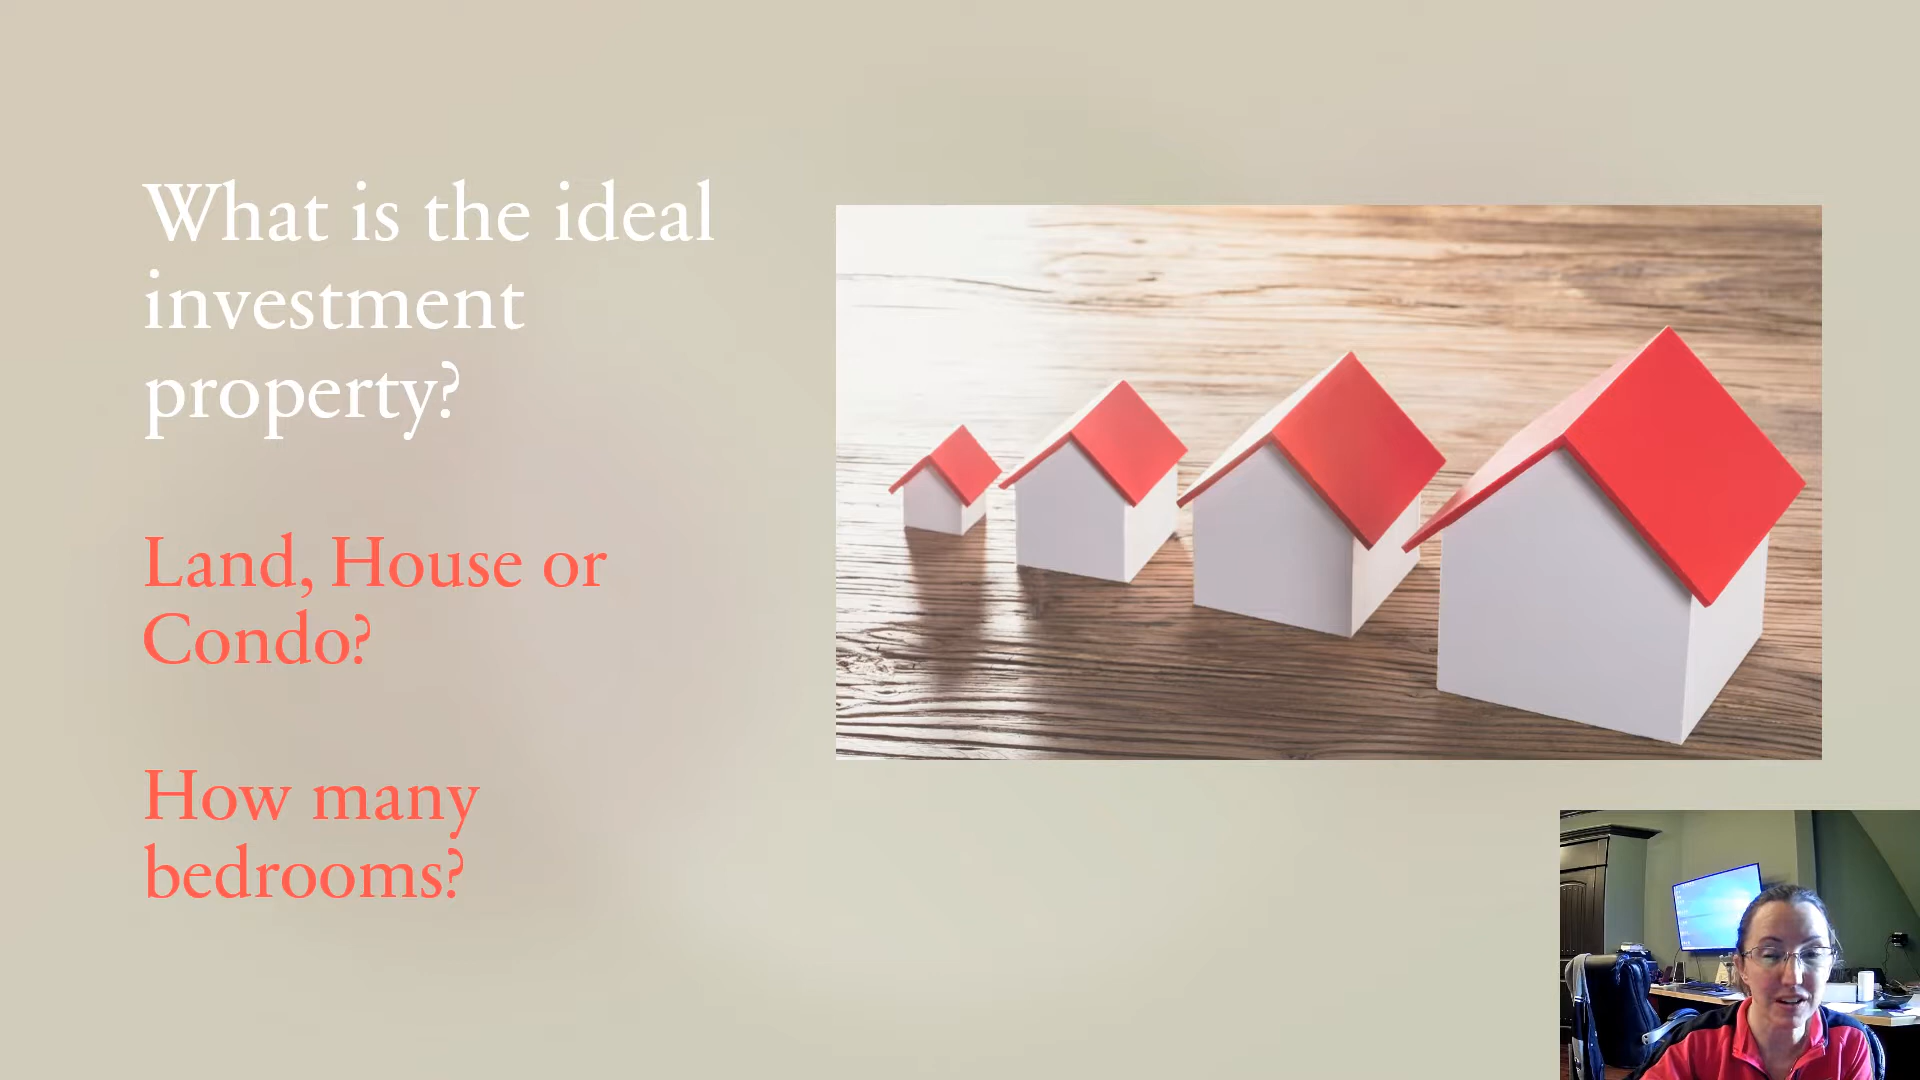 What is the ideal
investment
property?
Land, House or
Condo?
How many
bedrooms?